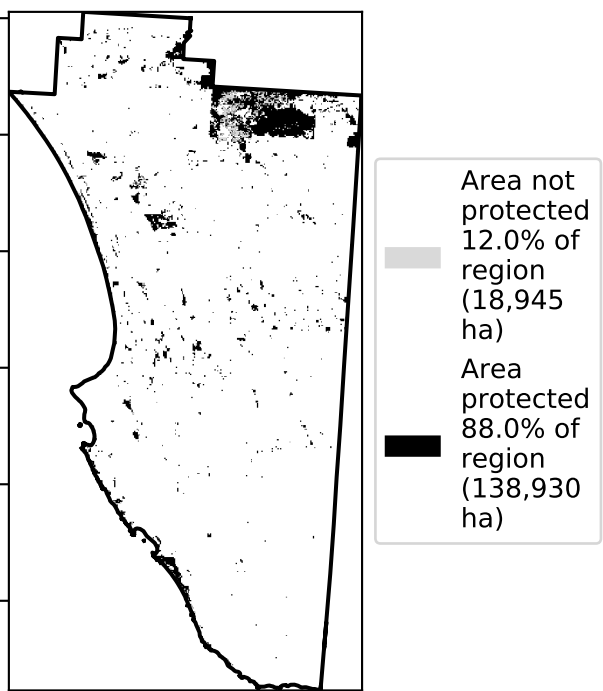 Area not
protected
12.0% of
region
(18,945
ha)
Area
protected
88.0% of
region
(138,930
ha)